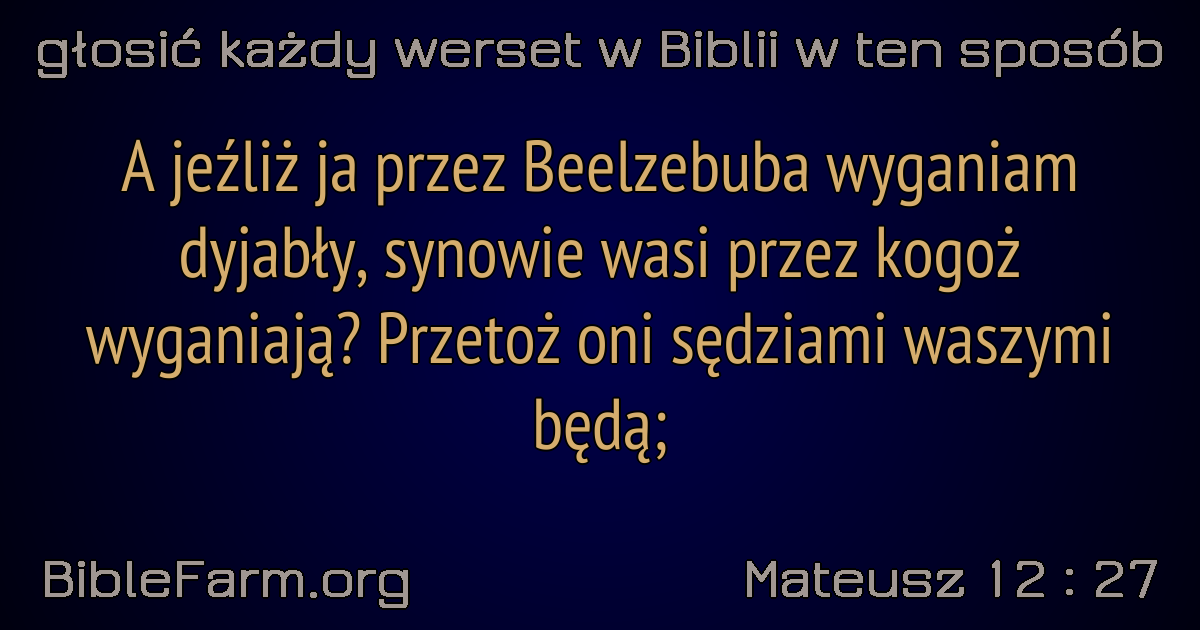 głosić każdy werset w Biblii w ten sposób
A jeźliż ja przez Beelzebuba wyganiam
dyjabły, synowie wasi przez kogoż
wyganiają? Przetoż oni sędziami waszymi
będą;
BibleFarm.org
Mateusz 12 : 27